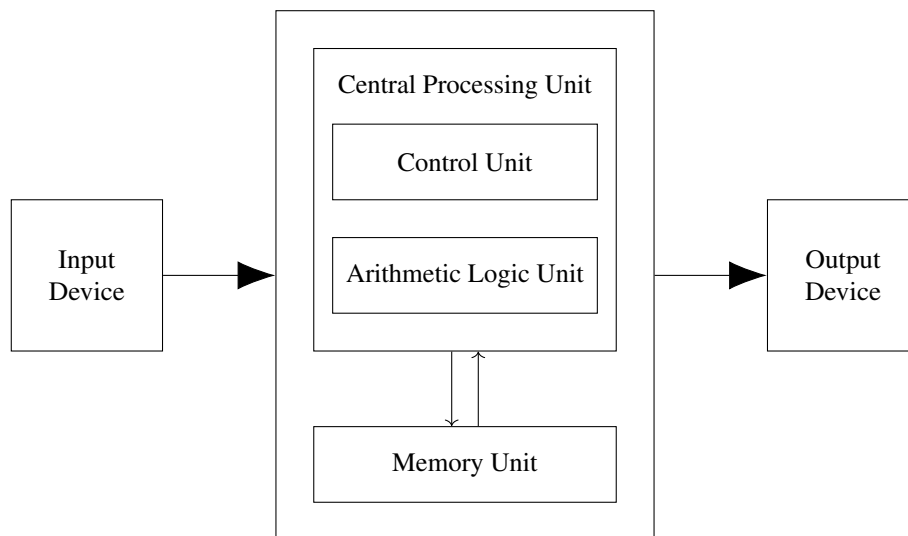 Central Processing Unit
Control Unit
Arithmetic Logic Unit
Input
Device
Output
Device
Memory Unit